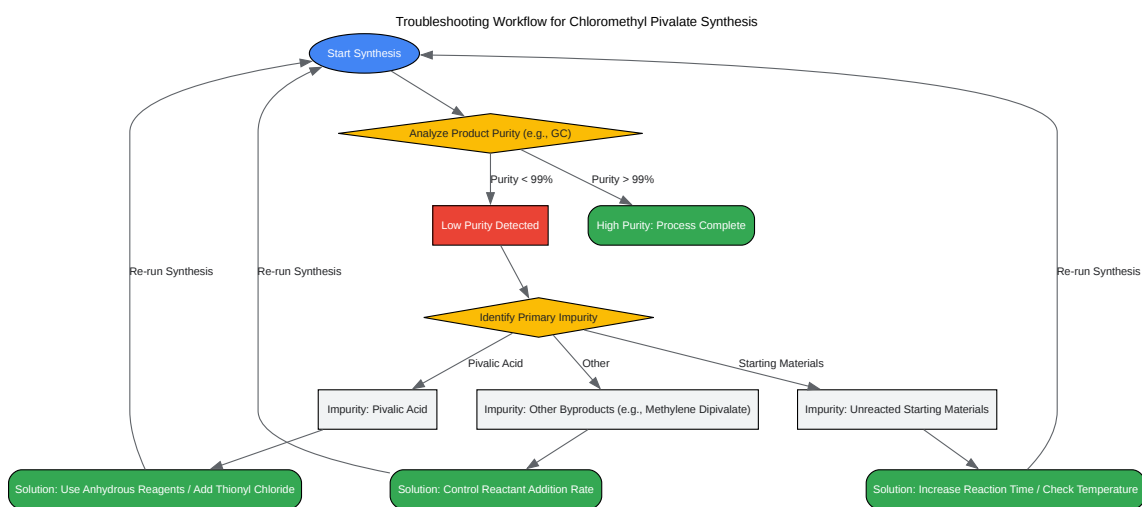 Troubleshooting Workflow for Chloromethyl Pivalate Synthesis
Start Synthesis
Analyze Product Purity (e.g., GC)
Purity < 99%
Purity > 99%
Low Purity Detected
High Purity: Process Complete
Re-run Synthesis
Re-run Synthesis
Re-run Synthesis
Identify Primary Impurity
Pivalic Acid
Other
Starting Materials
Impurity: Pivalic Acid
Impurity: Other Byproducts (e.g., Methylene Dipivalate)
Impurity: Unreacted Starting Materials
Solution: Use Anhydrous Reagents / Add Thionyl Chloride
Solution: Control Reactant Addition Rate
Solution: Increase Reaction Time / Check Temperature